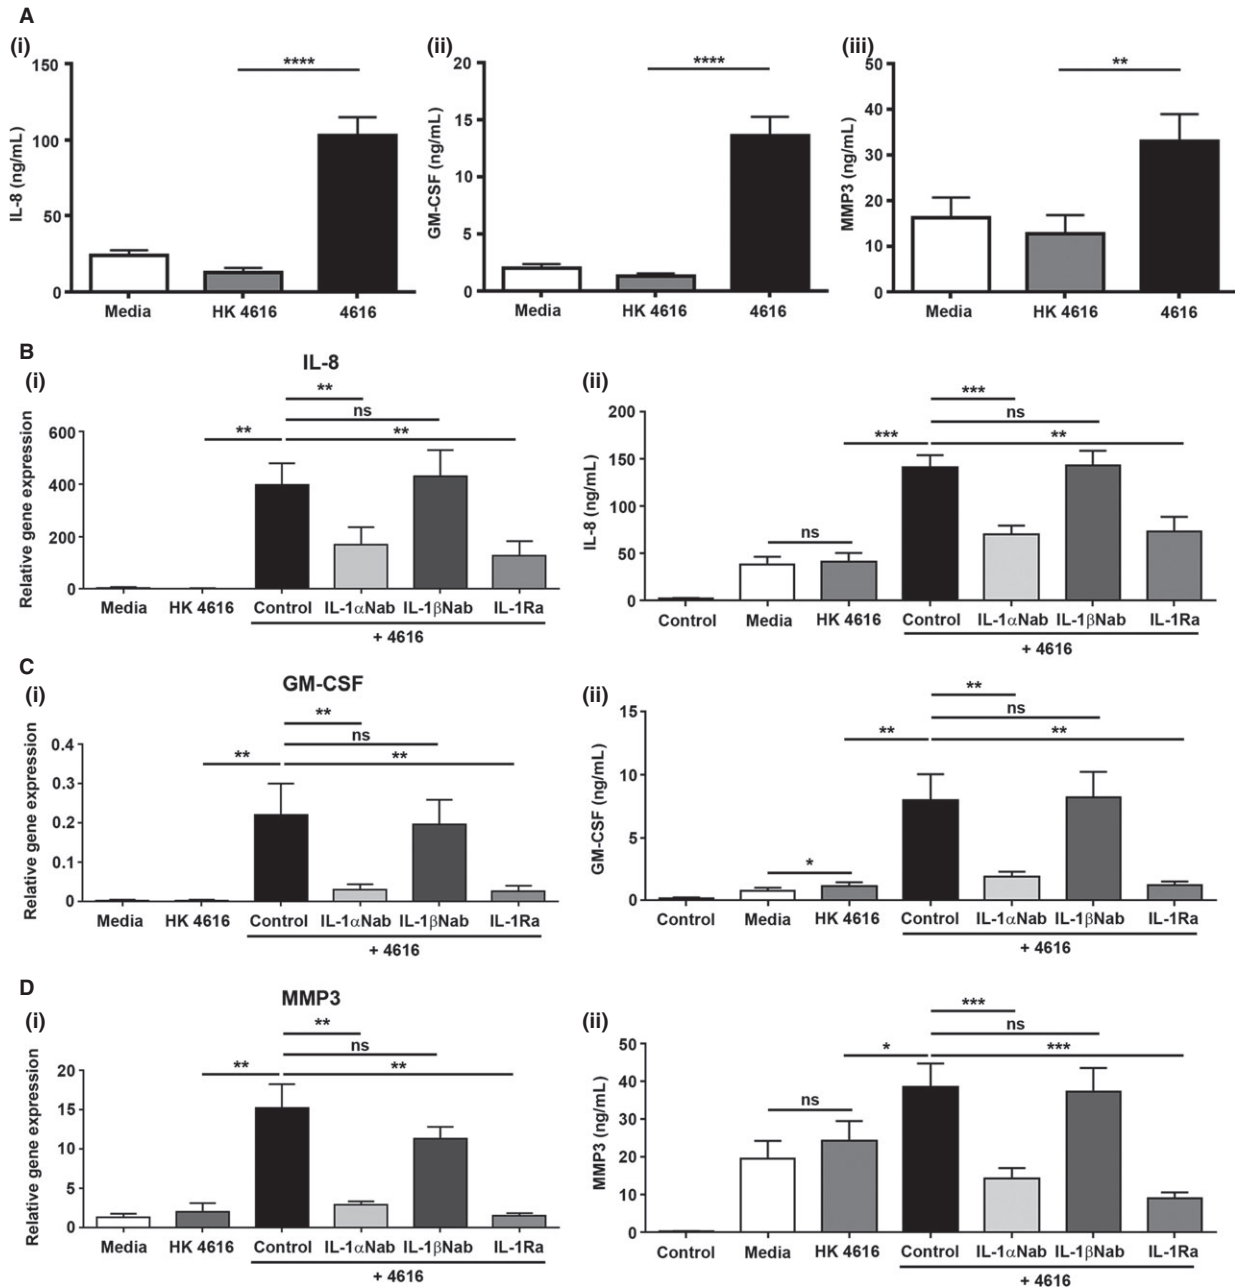 A
(i)
(ii)
(iii)
IL-8 (ng/mL)
150
100
50
0
****
Media
HK 4616
4616
GM-CSF (ng/mL)
20
15
10
5
0
****
Media
HK 4616
4616
MMP3 (ng/mL)
50
40
30
20
10
0
**
Media
HK 4616
4616
B
(i)
IL-8
Relative gene expression
600
400
200
0
**
ns
**
**
Media
HK 4616
Control
IL-1αNab
IL-1βNab
IL-1Ra
+ 4616
(ii)
IL-8 (ng/mL)
200
150
100
50
0
***
ns
***
**
ns
Control
Media
HK 4616
Control
IL-1αNab
IL-1βNab
IL-1Ra
+ 4616
C
(i)
GM-CSF
Relative gene expression
0.4
0.3
0.2
0.1
0
**
ns
**
**
Media
HK 4616
Control
IL-1αNab
IL-1βNab
IL-1Ra
+ 4616
(ii)
GM-CSF (ng/mL)
15
10
5
0
**
ns
**
**
*
Control
Media
HK 4616
Control
IL-1αNab
IL-1βNab
IL-1Ra
+ 4616
D
(i)
MMP3
Relative gene expression
20
15
10
5
0
**
ns
**
**
Media
HK 4616
Control
IL-1αNab
IL-1βNab
IL-1Ra
+ 4616
(ii)
MMP3 (ng/mL)
50
40
30
20
10
0
***
ns
*
***
ns
Control
Media
HK 4616
Control
IL-1αNab
IL-1βNab
IL-1Ra
+ 4616